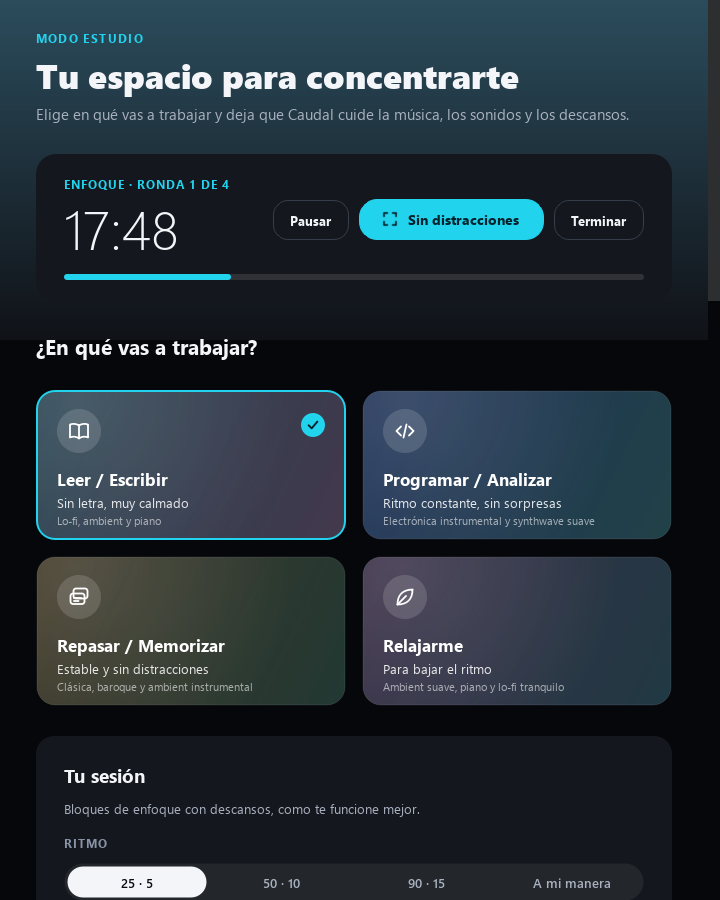 MODO ESTUDIO
Tu espacio para concentrarte
Elige en qué vas a trabajar y deja que Caudal cuide la música, los sonidos y los descansos.
ENFOQUE · RONDA 1 DE 4
17:48
Pausar
Sin distracciones
Terminar
¿En qué vas a trabajar?
Leer / Escribir
Sin letra, muy calmado
Lo-fi, ambient y piano
Programar / Analizar
Ritmo constante, sin sorpresas
Electrónica instrumental y synthwave suave
Repasar / Memorizar
Estable y sin distracciones
Clásica, baroque y ambient instrumental
Relajarme
Para bajar el ritmo
Ambient suave, piano y lo-fi tranquilo
Tu sesión
Bloques de enfoque con descansos, como te funcione mejor.
RITMO
25 · 5
50 · 10
90 · 15
A mi manera